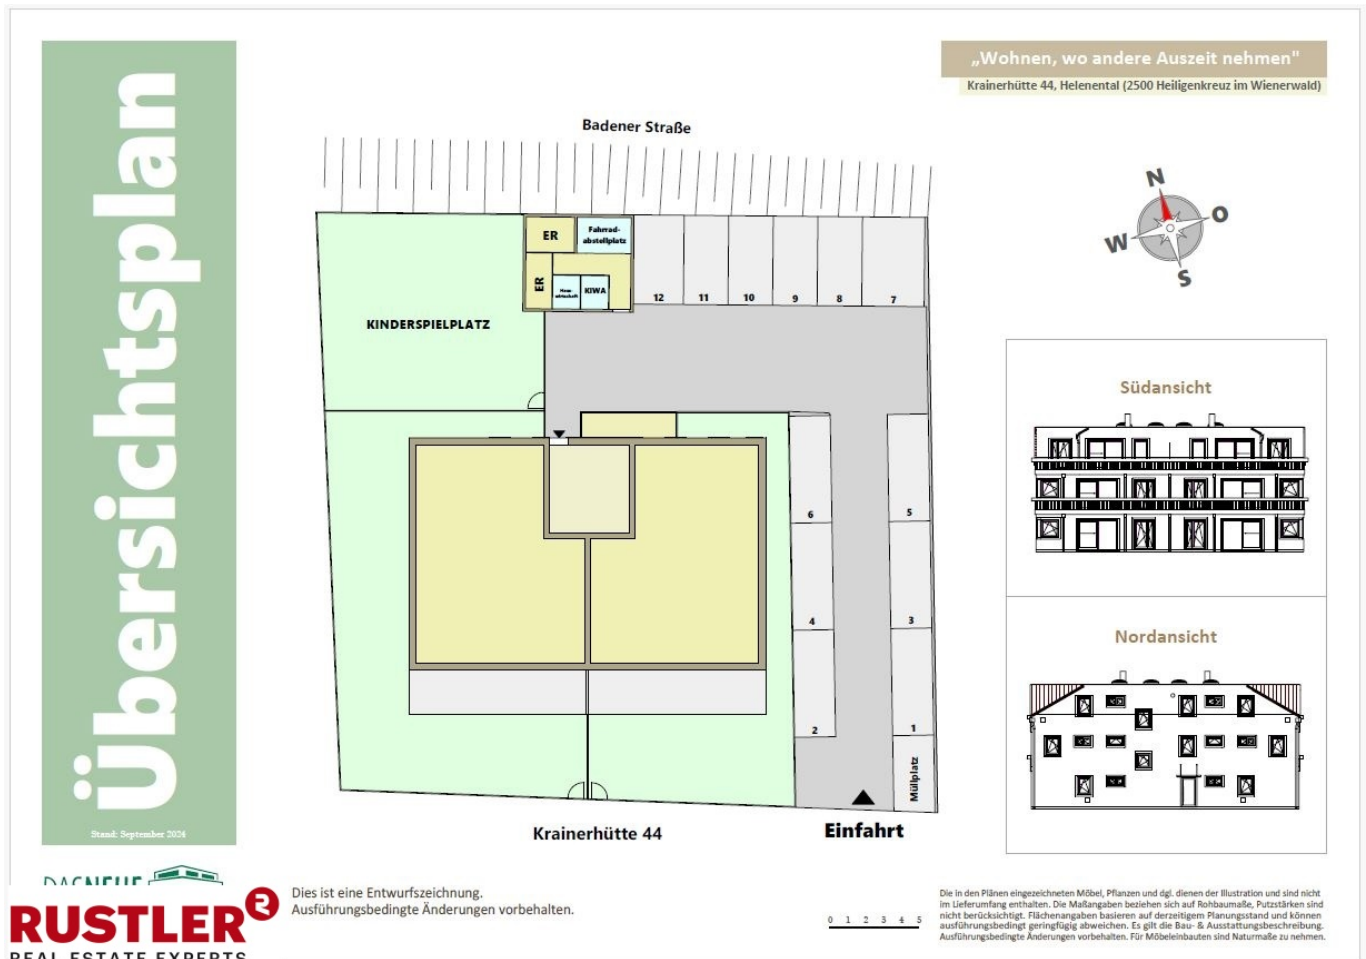 Übersichtsplan
Stand: September 2024
„Wohnen, wo andere Auszeit nehmen"
Krainerhütte 44, Helenental (2500 Heiligenkreuz im Wienerwald)
Badener Straße
N
O
W
S
ER
Fahrrad-
abstellplatz
ER
KIWA
12
11
10
9
8
7
KINDERSPIELPLATZ
6
5
4
3
2
1
Müllplatz
Krainerhütte 44
Einfahrt
Südansicht
Nordansicht
DAS NEUE
RUSTLER
REAL ESTATE EXPERTS
Dies ist eine Entwurfszeichnung.
Ausführungsbedingte Änderungen vorbehalten.
0 1 2 3 4 5
Die in den Plänen eingezeichneten Möbel, Pflanzen und dgl. dienen der Illustration und sind nicht
im Lieferumfang enthalten. Die Maßangaben beziehen sich auf Rohbaumaße, Putzstärken sind
nicht berücksichtigt. Flächenangaben basieren auf derzeitigem Planungsstand und können
ausführungsbedingt geringfügig abweichen. Es gilt die Bau- & Ausstattungsbeschreibung.
Ausführungsbedingte Änderungen vorbehalten. Für Möbeleinbauten sind Naturmaße zu nehmen.